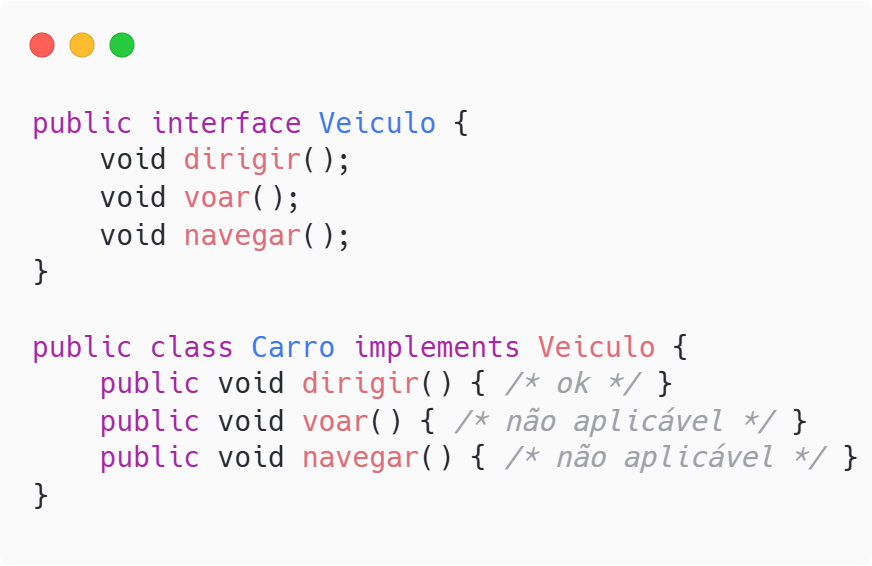 public interface Veiculo {
    void dirigir();
    void voar();
    void navegar();
}

public class Carro implements Veiculo {
    public void dirigir() { /* ok */ }
    public void voar() { /* não aplicável */ }
    public void navegar() { /* não aplicável */ }
}